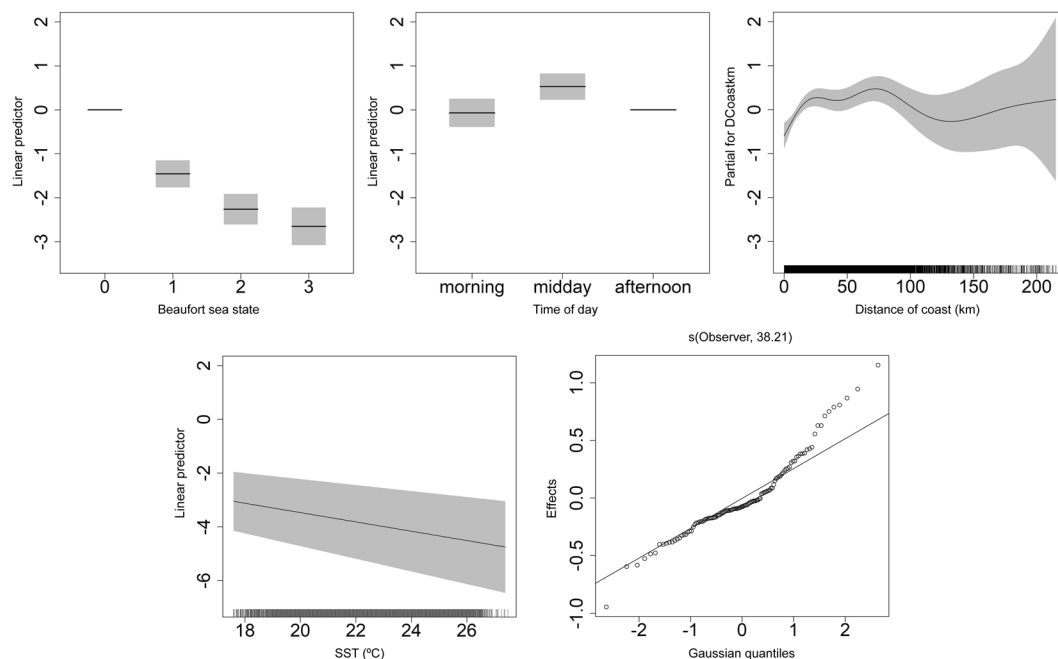 Linear predictor
2
1
0
-1
-2
-3
0 1 2 3
Beaufort sea state
Linear predictor
2
1
0
-1
-2
-3
morning midday afternoon
Time of day
Partial for DCoastkm
2
1
0
-1
-2
-3
0 50 100 150 200
Distance of coast (km)
Linear predictor
2
0
-2
-4
-6
18 20 22 24 26
SST (ºC)
s(Observer, 38.21)
Effects
1.0
0.5
0.0
-0.5
-1.0
-2 -1 0 1 2
Gaussian quantiles